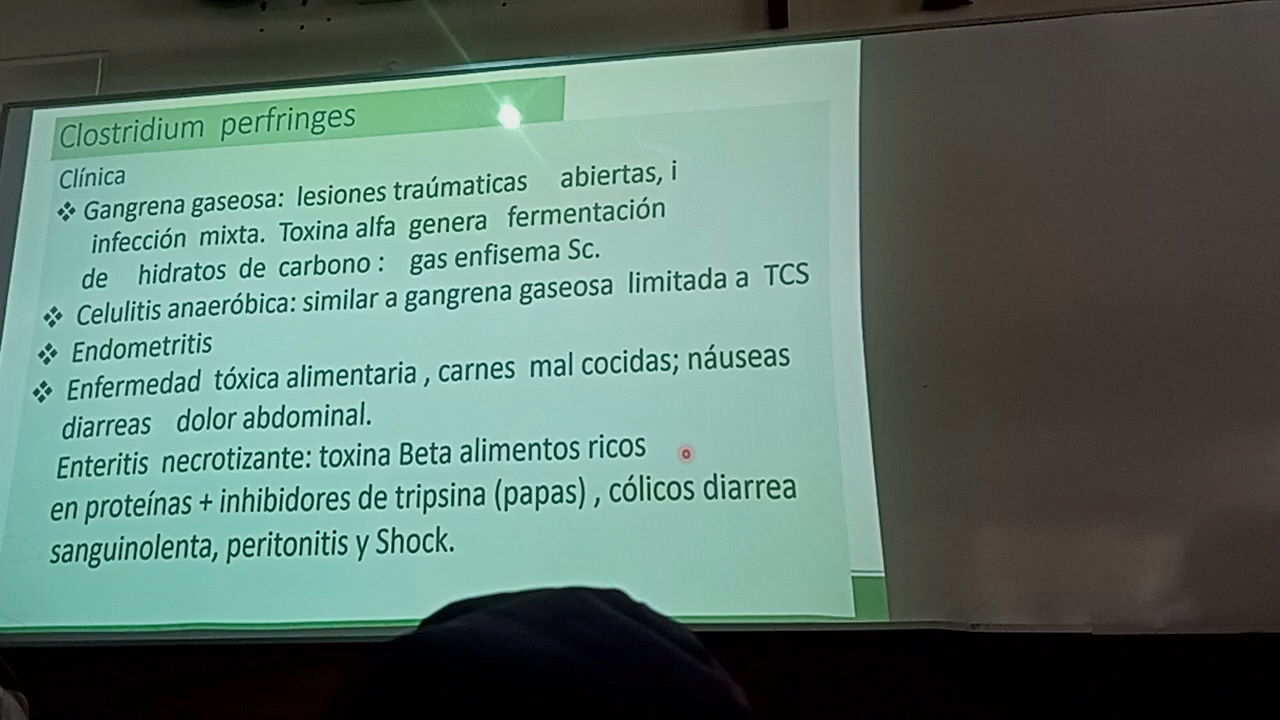 Clostridium perfringes
Clínica
❖ Gangrena gaseosa: lesiones traúmaticas abiertas, i
infección mixta. Toxina alfa genera fermentación
de hidratos de carbono : gas enfisema Sc.
❖ Celulitis anaeróbica: similar a gangrena gaseosa limitada a TCS
❖ Endometritis
❖ Enfermedad tóxica alimentaria , carnes mal cocidas; náuseas
diarreas dolor abdominal.
Enteritis necrotizante: toxina Beta alimentos ricos
en proteínas + inhibidores de tripsina (papas) , cólicos diarrea
sanguinolenta, peritonitis y Shock.